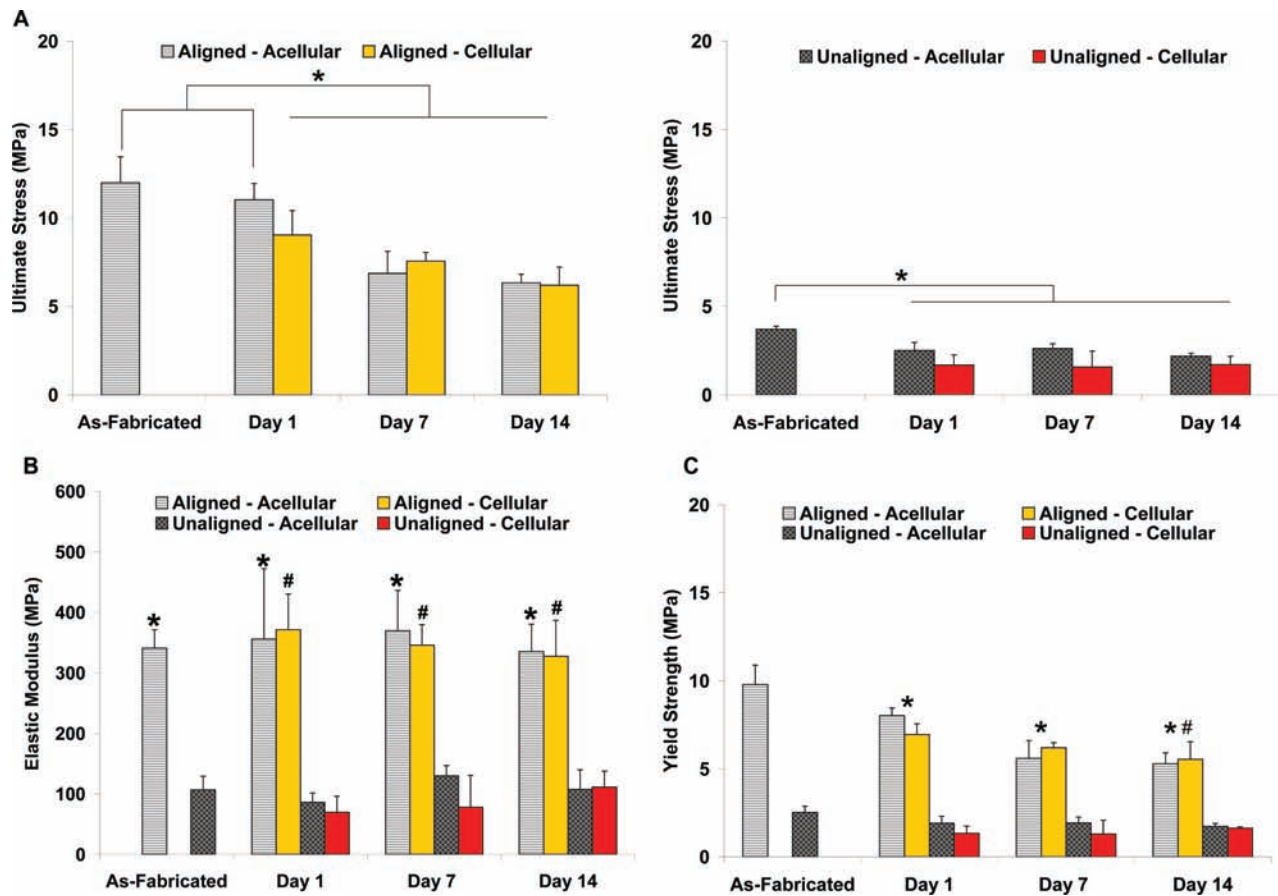 A
20
15
10
5
0
Ultimate Stress (MPa)
Aligned - Acellular Aligned - Cellular
*
As-Fabricated Day 1 Day 7 Day 14
20
15
10
5
0
Ultimate Stress (MPa)
Unaligned - Acellular Unaligned - Cellular
*
As-Fabricated Day 1 Day 7 Day 14
B
600
500
400
300
200
100
0
Elastic Modulus (MPa)
Aligned - Acellular Aligned - Cellular
Unaligned - Acellular Unaligned - Cellular
* * # * # * #
As-Fabricated Day 1 Day 7 Day 14
C
20
15
10
5
0
Yield Strength (MPa)
Aligned - Acellular Aligned - Cellular
Unaligned - Acellular Unaligned - Cellular
* * * #
As-Fabricated Day 1 Day 7 Day 14